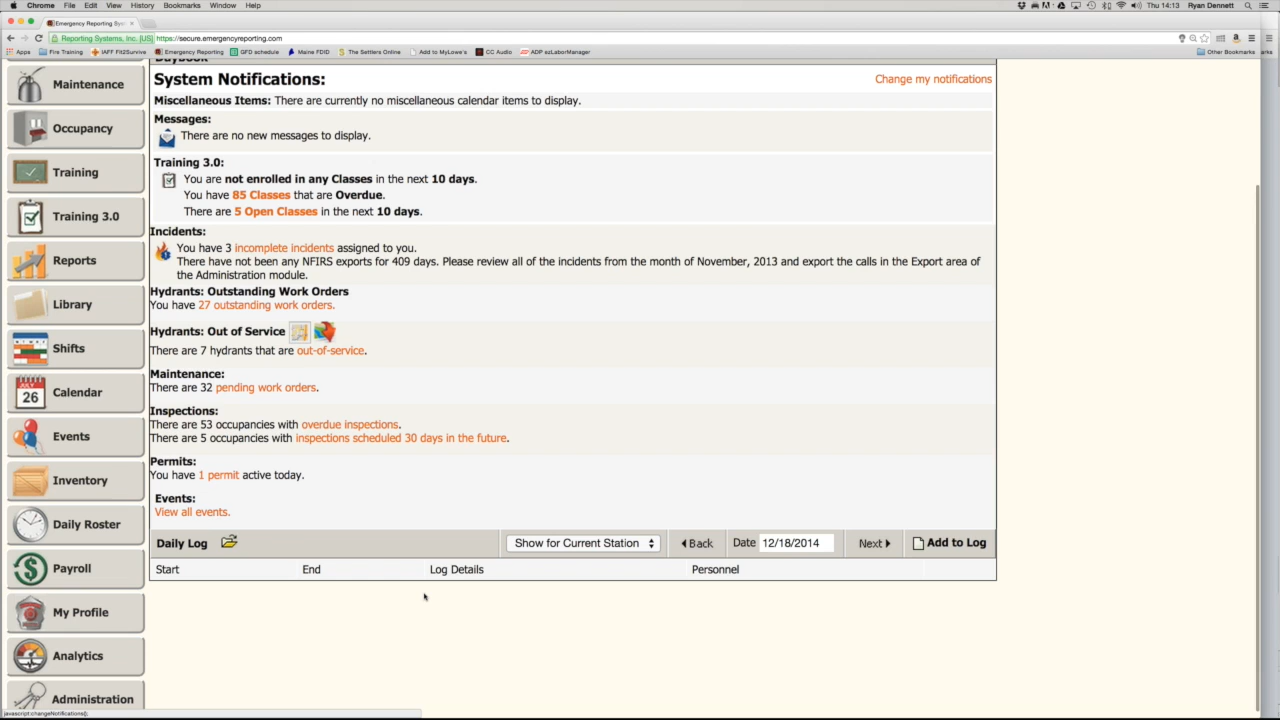 Chrome File Edit View History Bookmarks Window Help Thu 14:13 Ryan Dennett
Emergency Reporting Sys
Reporting Systems, Inc. [US] https://secure.emergencyreporting.com
Apps Fire Training IAFF Fit2Survive Emergency Reporting GFD schedule Maine FDID The Settlers Online Add to MyLowe's CC Audio ADP ezLaborManager Other Bookmarks
Daybook
System Notifications: Change my notifications
Miscellaneous Items: There are currently no miscellaneous calendar items to display.
Messages:
There are no new messages to display.
Training 3.0:
You are not enrolled in any Classes in the next 10 days.
You have 85 Classes that are Overdue.
There are 5 Open Classes in the next 10 days.
Incidents:
You have 3 incomplete incidents assigned to you.
There have not been any NFIRS exports for 409 days. Please review all of the incidents from the month of November, 2013 and export the calls in the Export area of
the Administration module.
Hydrants: Outstanding Work Orders
You have 27 outstanding work orders.
Hydrants: Out of Service
There are 7 hydrants that are out-of-service.
Maintenance:
There are 32 pending work orders.
Inspections:
There are 53 occupancies with overdue inspections.
There are 5 occupancies with inspections scheduled 30 days in the future.
Permits:
You have 1 permit active today.
Events:
View all events.
Daily Log Show for Current Station Back Date 12/18/2014 Next Add to Log
Start End Log Details Personnel
Maintenance
Occupancy
Training
Training 3.0
Reports
Library
Shifts
JULY
26
Calendar
Events
Inventory
Daily Roster
Payroll
My Profile
Analytics
Administration
javascript:changeNotifications();